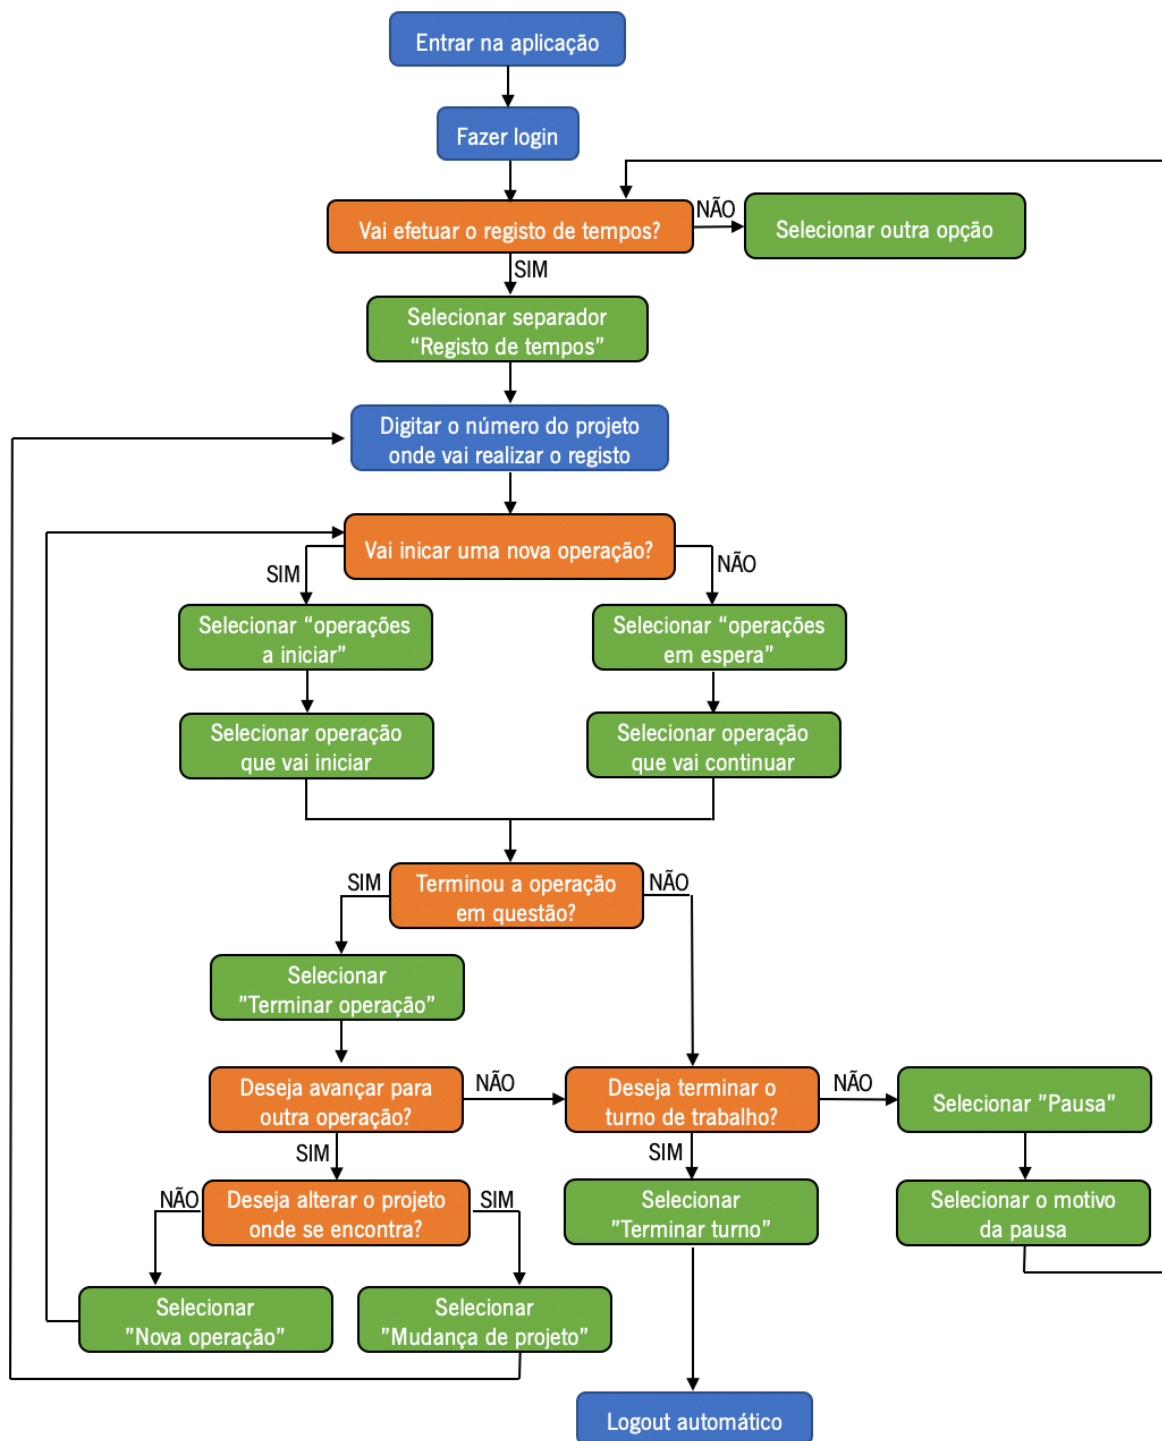 Entrar na aplicação
Fazer login
Vai efetuar o registo de tempos?
NÃO
Selecionar outra opção
SIM
Selecionar separador
“Registo de tempos”
Digitar o número do projeto
onde vai realizar o registo
Vai inicar uma nova operação?
SIM
NÃO
Selecionar “operações
a iniciar”
Selecionar “operações
em espera”
Selecionar operação
que vai iniciar
Selecionar operação
que vai continuar
SIM
Terminou a operação
em questão?
NÃO
Selecionar
”Terminar operação”
Deseja avançar para
outra operação?
NÃO
Deseja terminar o
turno de trabalho?
NÃO
Selecionar ”Pausa”
SIM
SIM
NÃO
Deseja alterar o projeto
onde se encontra?
SIM
Selecionar
”Terminar turno”
Selecionar o motivo
da pausa
Selecionar
”Nova operação”
Selecionar
”Mudança de projeto”
Logout automático